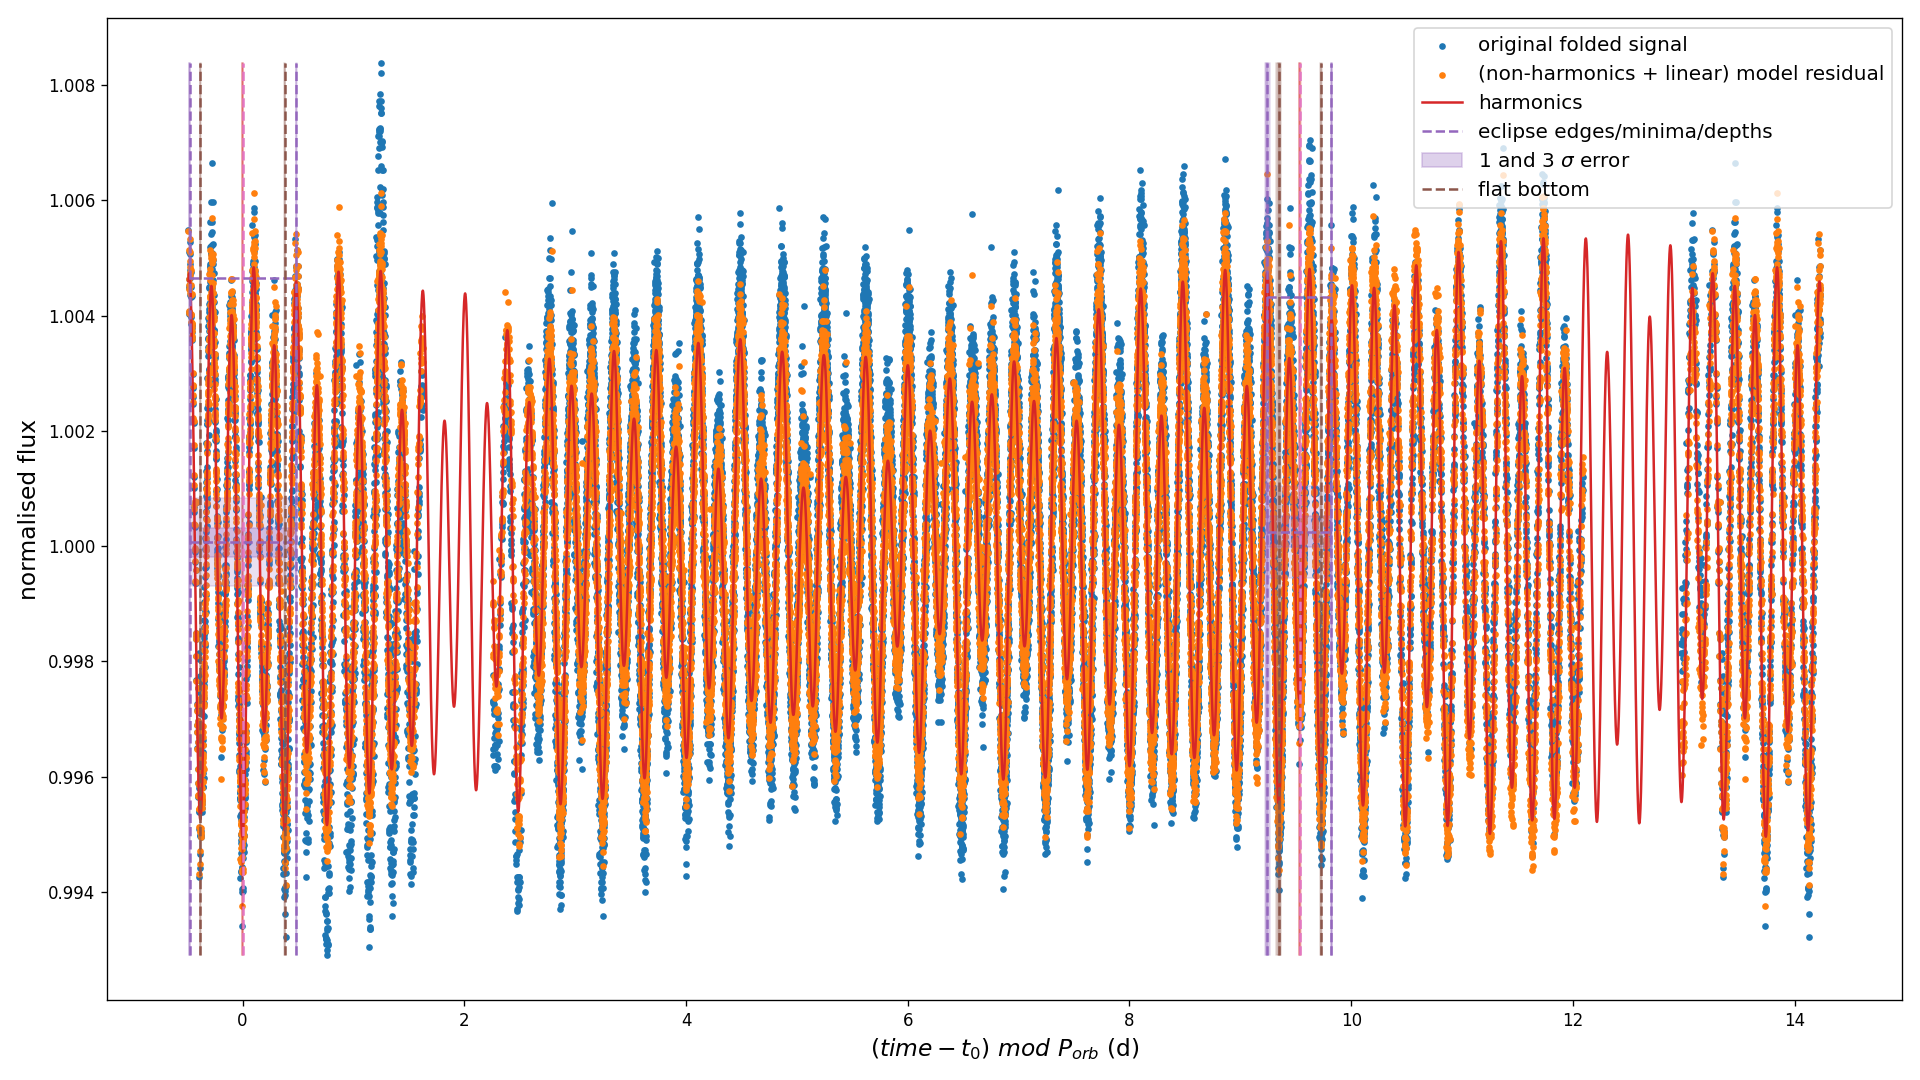 original folded signal
(non-harmonics + linear) model residual
harmonics
eclipse edges/minima/depths
1 and 3 σ error
flat bottom
1.008
1.006
1.004
1.002
1.000
0.998
0.996
0.994
normalised flux
0 2 4 6 8 10 12 14
(time − t₀) mod P_orb (d)